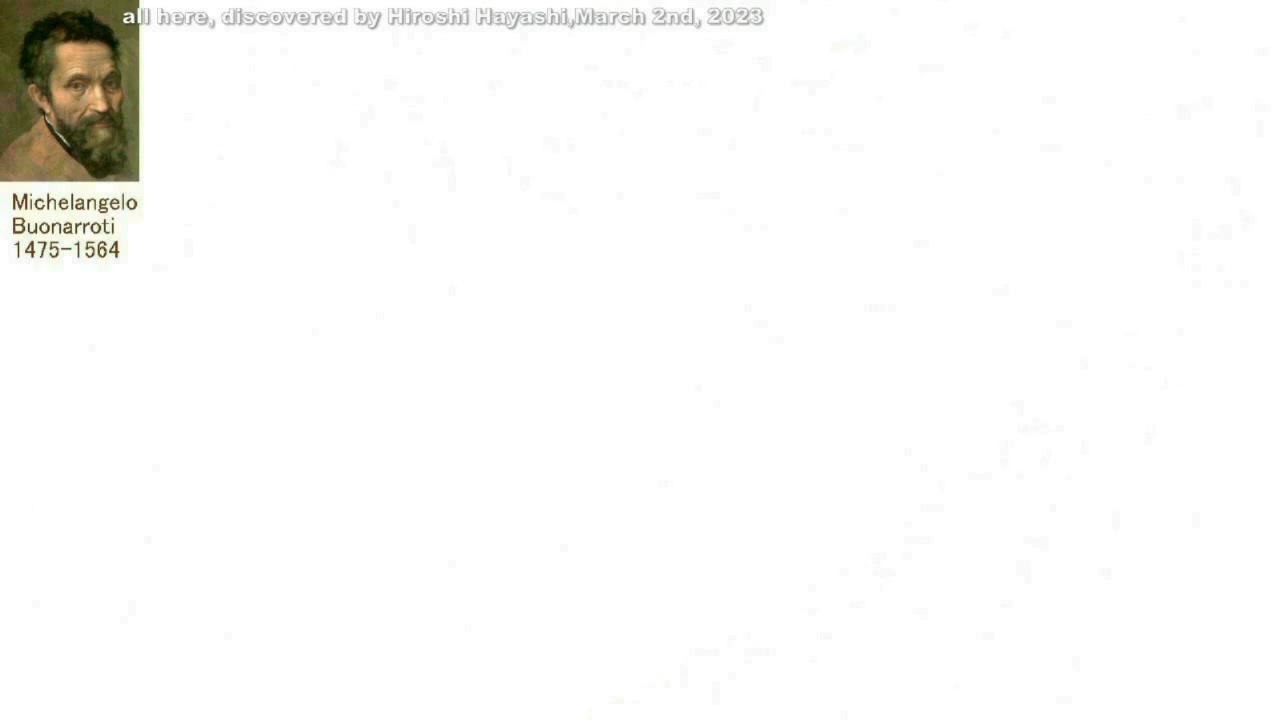 all here, discovered by Hiroshi Hayashi,March 2nd, 2023
Michelangelo
Buonarroti
1475-1564